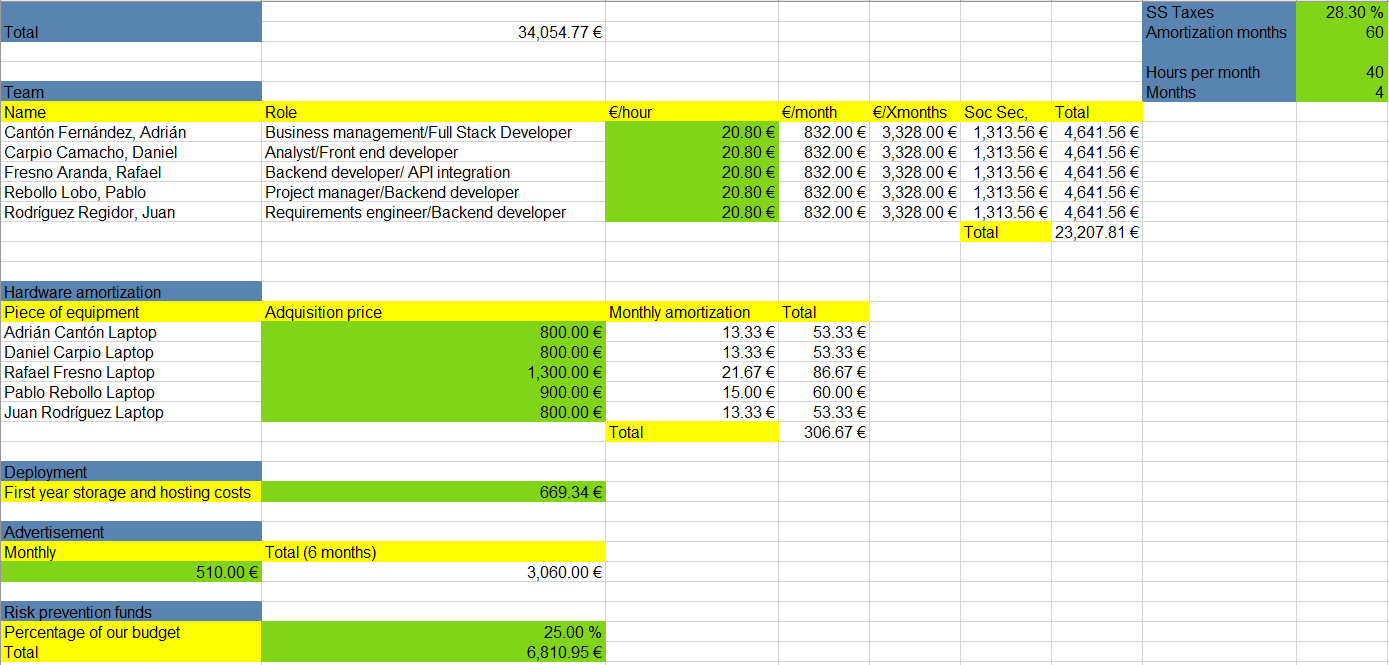 SS Taxes 28.30 %
Total 34,054.77 € Amortization months 60
Hours per month 40
Team Months 4
Name Role €/hour €/month €/Xmonths Soc Sec, Total
Cantón Fernández, Adrián Business management/Full Stack Developer 20.80 € 832.00 € 3,328.00 € 1,313.56 € 4,641.56 €
Carpio Camacho, Daniel Analyst/Front end developer 20.80 € 832.00 € 3,328.00 € 1,313.56 € 4,641.56 €
Fresno Aranda, Rafael Backend developer/ API integration 20.80 € 832.00 € 3,328.00 € 1,313.56 € 4,641.56 €
Rebollo Lobo, Pablo Project manager/Backend developer 20.80 € 832.00 € 3,328.00 € 1,313.56 € 4,641.56 €
Rodríguez Regidor, Juan Requirements engineer/Backend developer 20.80 € 832.00 € 3,328.00 € 1,313.56 € 4,641.56 €
Total 23,207.81 €
Hardware amortization
Piece of equipment Adquisition price Monthly amortization Total
Adrián Cantón Laptop 800.00 € 13.33 € 53.33 €
Daniel Carpio Laptop 800.00 € 13.33 € 53.33 €
Rafael Fresno Laptop 1,300.00 € 21.67 € 86.67 €
Pablo Rebollo Laptop 900.00 € 15.00 € 60.00 €
Juan Rodríguez Laptop 800.00 € 13.33 € 53.33 €
Total 306.67 €
Deployment
First year storage and hosting costs 669.34 €
Advertisement
Monthly Total (6 months)
510.00 € 3,060.00 €
Risk prevention funds
Percentage of our budget 25.00 %
Total 6,810.95 €